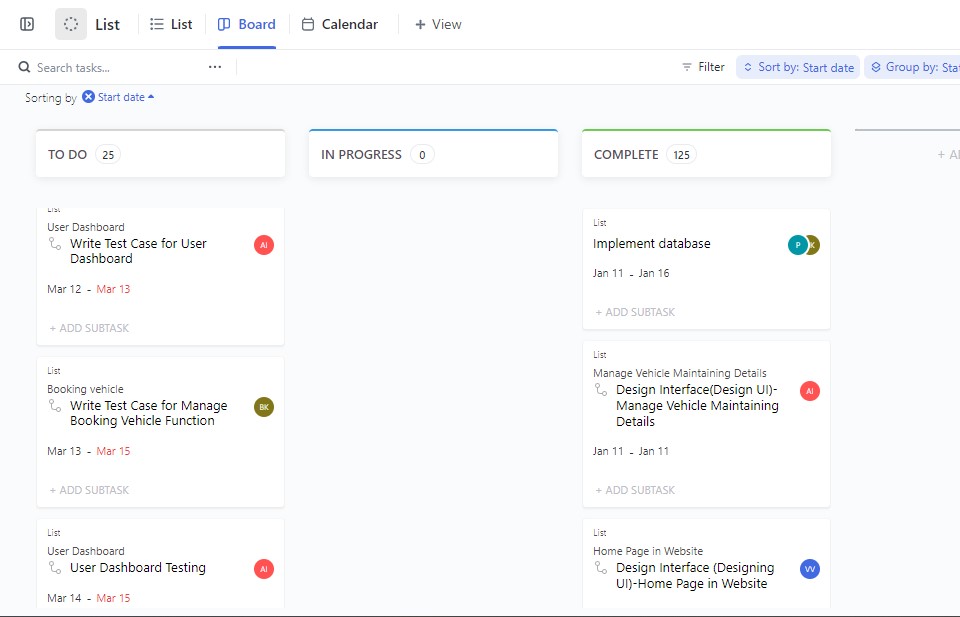 List
List
Board
Calendar
+ View
Search tasks...
Filter
Sort by: Start date
Group by: Sta
Sorting by
Start date
TO DO 25
IN PROGRESS 0
COMPLETE 125
+ A
List
User Dashboard
Write Test Case for User
Dashboard
AI
Mar 12 - Mar 13
+ ADD SUBTASK
List
Booking vehicle
Write Test Case for Manage
Booking Vehicle Function
BK
Mar 13 - Mar 15
+ ADD SUBTASK
List
User Dashboard
User Dashboard Testing
AI
Mar 14 - Mar 15
List
Implement database
P
K
Jan 11 - Jan 16
+ ADD SUBTASK
List
Manage Vehicle Maintaining Details
Design Interface(Design UI)-
Manage Vehicle Maintaining
Details
AI
Jan 11 - Jan 11
+ ADD SUBTASK
List
Home Page in Website
Design Interface (Designing
UI)-Home Page in Website
VV